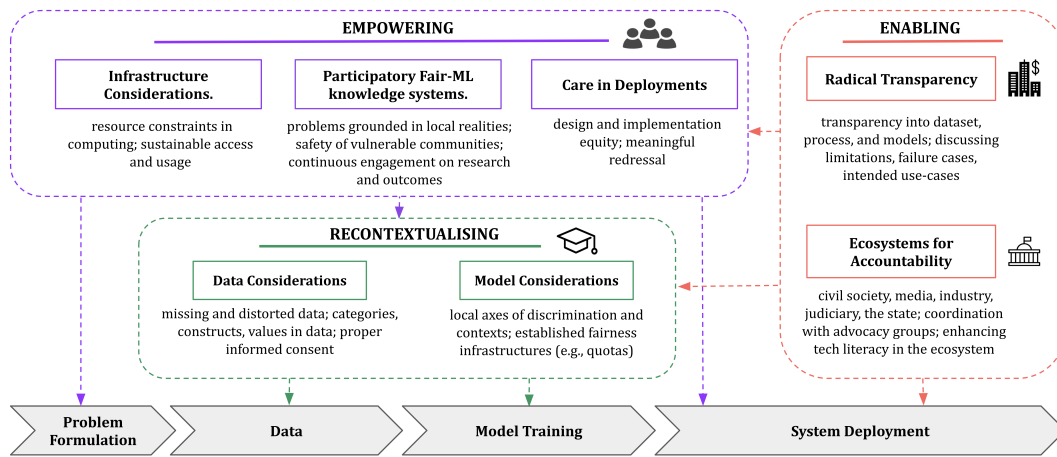 EMPOWERING
Infrastructure
Considerations.
resource constraints in
computing; sustainable access
and usage
Participatory Fair-ML
knowledge systems.
problems grounded in local realities;
safety of vulnerable communities;
continuous engagement on research
and outcomes
Care in Deployments
design and implementation
equity; meaningful
redressal
ENABLING
Radical Transparency
$
transparency into dataset,
process, and models; discussing
limitations, failure cases,
intended use-cases
Ecosystems for
Accountability
civil society, media, industry,
judiciary, the state; coordination
with advocacy groups; enhancing
tech literacy in the ecosystem
RECONTEXTUALISING
Data Considerations
missing and distorted data; categories,
constructs, values in data; proper
informed consent
Model Considerations
local axes of discrimination and
contexts; established fairness
infrastructures (e.g., quotas)
Problem
Formulation
Data
Model Training
System Deployment